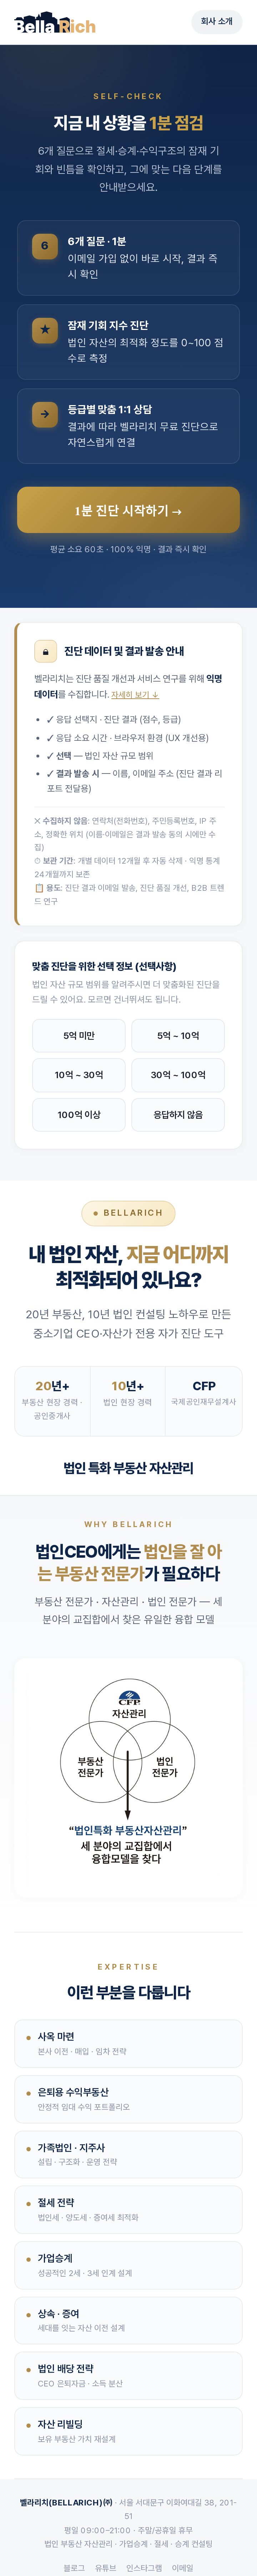 Bella Rich
회사 소개
SELF-CHECK
지금 내 상황을 1분 점검
6개 질문으로 절세·승계·수익구조의 잠재 기
회와 빈틈을 확인하고, 그에 맞는 다음 단계를
안내받으세요.
6
6개 질문 · 1분
이메일 가입 없이 바로 시작, 결과 즉
시 확인
★
잠재 기회 지수 진단
법인 자산의 최적화 정도를 0~100 점
수로 측정
→
등급별 맞춤 1:1 상담
결과에 따라 벨라리치 무료 진단으로
자연스럽게 연결
1분 진단 시작하기 →
평균 소요 60초 · 100% 익명 · 결과 즉시 확인
진단 데이터 및 결과 발송 안내
벨라리치는 진단 품질 개선과 서비스 연구를 위해 익명
데이터를 수집합니다. 자세히 보기 ↓
• ✓ 응답 선택지 · 진단 결과 (점수, 등급)
• ✓ 응답 소요 시간 · 브라우저 환경 (UX 개선용)
• ✓ 선택 — 법인 자산 규모 범위
• ✓ 결과 발송 시 — 이름, 이메일 주소 (진단 결과 리
포트 전달용)
✕ 수집하지 않음: 연락처(전화번호), 주민등록번호, IP 주
소, 정확한 위치 (이름·이메일은 결과 발송 동의 시에만 수
집)
⏱ 보관 기간: 개별 데이터 12개월 후 자동 삭제 · 익명 통계
24개월까지 보존
📋 용도: 진단 결과 이메일 발송, 진단 품질 개선, B2B 트렌
드 연구
맞춤 진단을 위한 선택 정보 (선택사항)
법인 자산 규모 범위를 알려주시면 더 맞춤화된 진단을
드릴 수 있어요. 모르면 건너뛰셔도 됩니다.
5억 미만
5억 ~ 10억
10억 ~ 30억
30억 ~ 100억
100억 이상
응답하지 않음
BELLARICH
내 법인 자산, 지금 어디까지
최적화되어 있나요?
20년 부동산, 10년 법인 컨설팅 노하우로 만든
중소기업 CEO·자산가 전용 자가 진단 도구
20년+
부동산 현장 경력 ·
공인중개사
10년+
법인 현장 경력
CFP
국제공인재무설계사
법인 특화 부동산 자산관리
WHY BELLARICH
법인CEO에게는 법인을 잘 아
는 부동산 전문가가 필요하다
부동산 전문가 · 자산관리 · 법인 전문가 — 세
분야의 교집합에서 찾은 유일한 융합 모델
CFP
자산관리
부동산
전문가
법인
전문가
“법인특화 부동산자산관리”
세 분야의 교집합에서
융합모델을 찾다
EXPERTISE
이런 부분을 다룹니다
사옥 마련
본사 이전 · 매입 · 임차 전략
은퇴용 수익부동산
안정적 임대 수익 포트폴리오
가족법인 · 지주사
설립 · 구조화 · 운영 전략
절세 전략
법인세 · 양도세 · 증여세 최적화
가업승계
성공적인 2세 · 3세 인계 설계
상속 · 증여
세대를 잇는 자산 이전 설계
법인 배당 전략
CEO 은퇴자금 · 소득 분산
자산 리빌딩
보유 부동산 가치 재설계
벨라리치(BELLARICH)㈜ · 서울 서대문구 이화여대길 38, 201-
51
평일 09:00–21:00 · 주말/공휴일 휴무
법인 부동산 자산관리 · 가업승계 · 절세 · 승계 컨설팅
블로그 유튜브 인스타그램 이메일